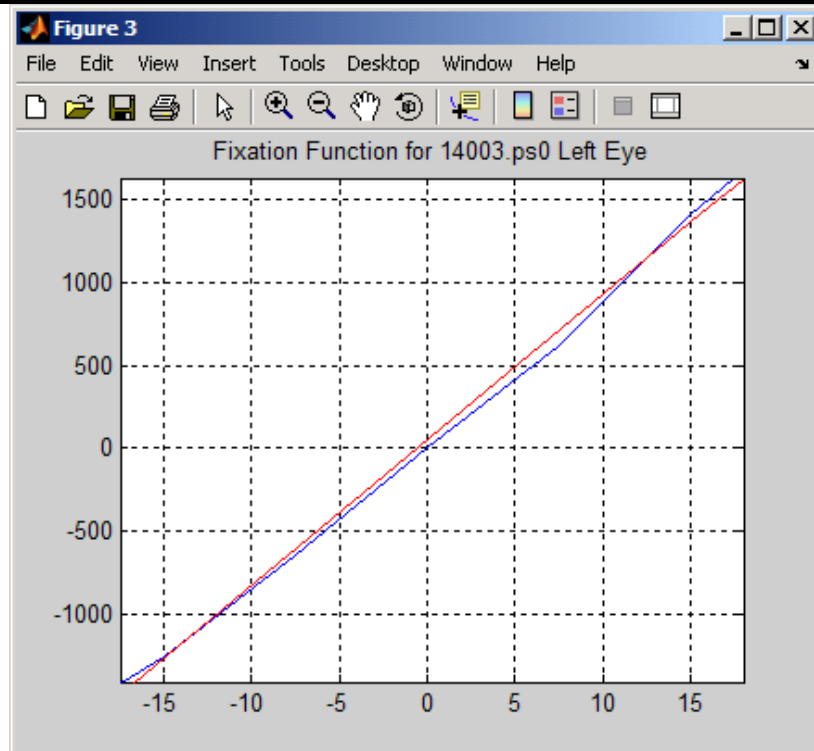 Figure 3
File Edit View Insert Tools Desktop Window Help
Fixation Function for 14003.ps0 Left Eye
1500
1000
500
0
-500
-1000
-15 -10 -5 0 5 10 15